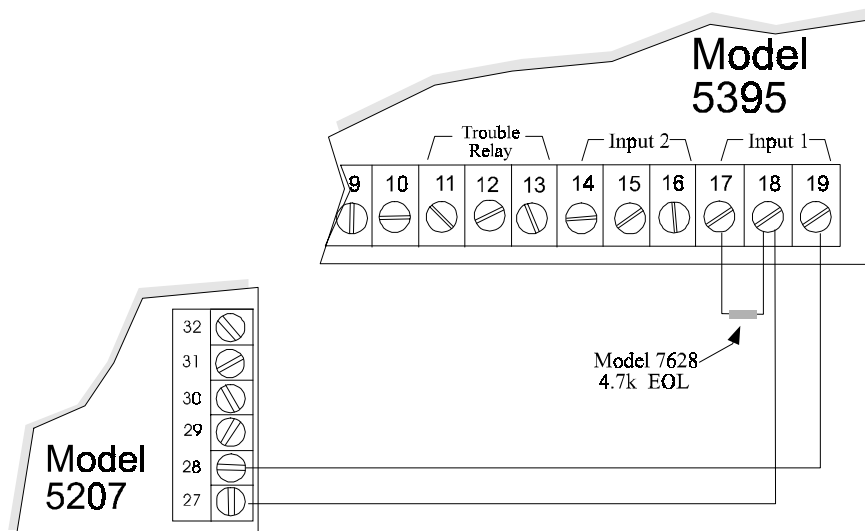 Model
5395
Trouble
Relay
Input 2
Input 1
9 10 11 12 13 14 15 16 17 18 19
32
31
30
29
28
27
Model 7628
4.7k EOL
Model
5207